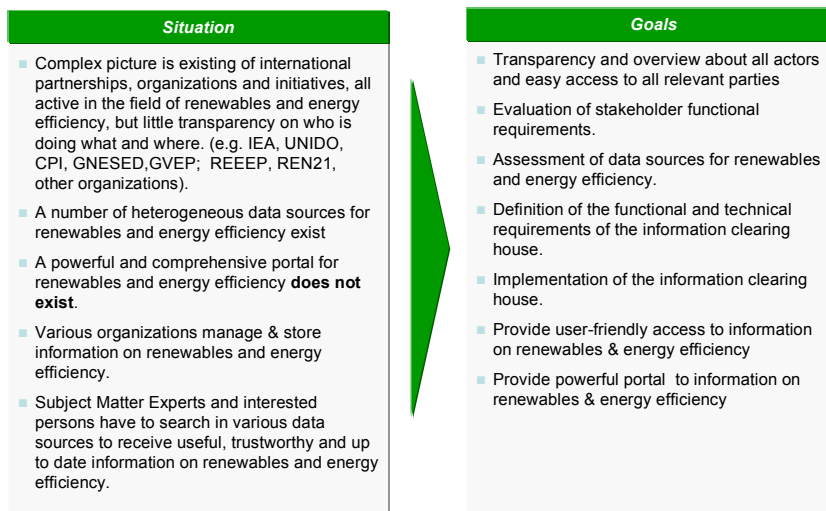 Situation
Complex picture is existing of international
partnerships, organizations and initiatives, all
active in the field of renewables and energy
efficiency, but little transparency on who is
doing what and where. (e.g. IEA, UNIDO,
CPI, GNESED,GVEP;  REEEP, REN21,
other organizations).
A number of heterogeneous data sources for
renewables and energy efficiency exist
A powerful and comprehensive portal for
renewables and energy efficiency does not
exist.
Various organizations manage & store
information on renewables and energy
efficiency.
Subject Matter Experts and interested
persons have to search in various data
sources to receive useful, trustworthy and up
to date information on renewables and energy
efficiency.
Goals
Transparency and overview about all actors
and easy access to all relevant parties
Evaluation of stakeholder functional
requirements.
Assessment of data sources for renewables
and energy efficiency.
Definition of the functional and technical
requirements of the information clearing
house.
Implementation of the information clearing
house.
Provide user-friendly access to information
on renewables & energy efficiency
Provide powerful portal  to information on
renewables & energy efficiency